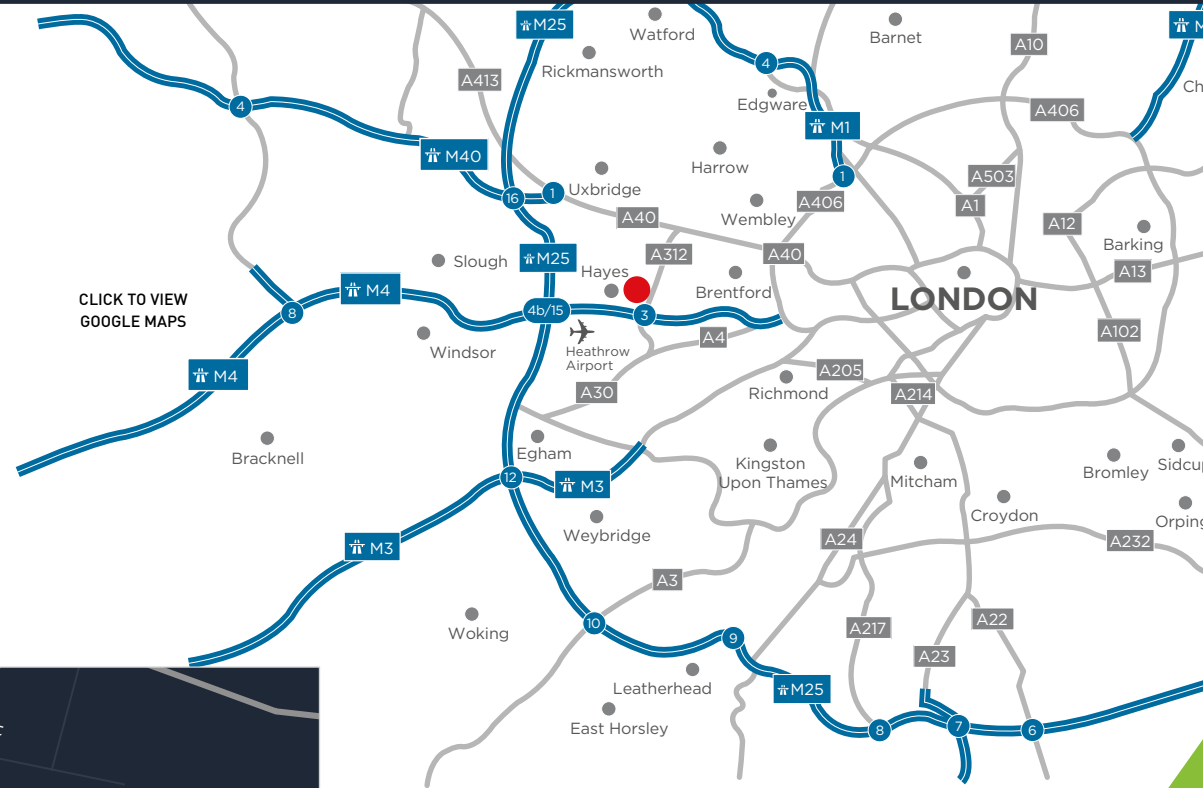 M25
Watford
Barnet
A10
Rickmansworth
A413
4
Edgware
A406
4
M1
M40
Harrow
1
A503
16
1
Uxbridge
A406
A1
A40
Wembley
A12
Barking
A312
A40
M25
Slough
Hayes
A13
Brentford
LONDON
CLICK TO VIEW
GOOGLE MAPS
M4
8
4b/15
3
A4
A102
Windsor
Heathrow
Airport
M4
A205
A30
Richmond
A214
Bracknell
Egham
Kingston
Upon Thames
Mitcham
Bromley
12
M3
Croydon
Weybridge
M3
A24
A232
A3
Woking
10
9
A217
A22
A23
Leatherhead
M25
East Horsley
8
7
6